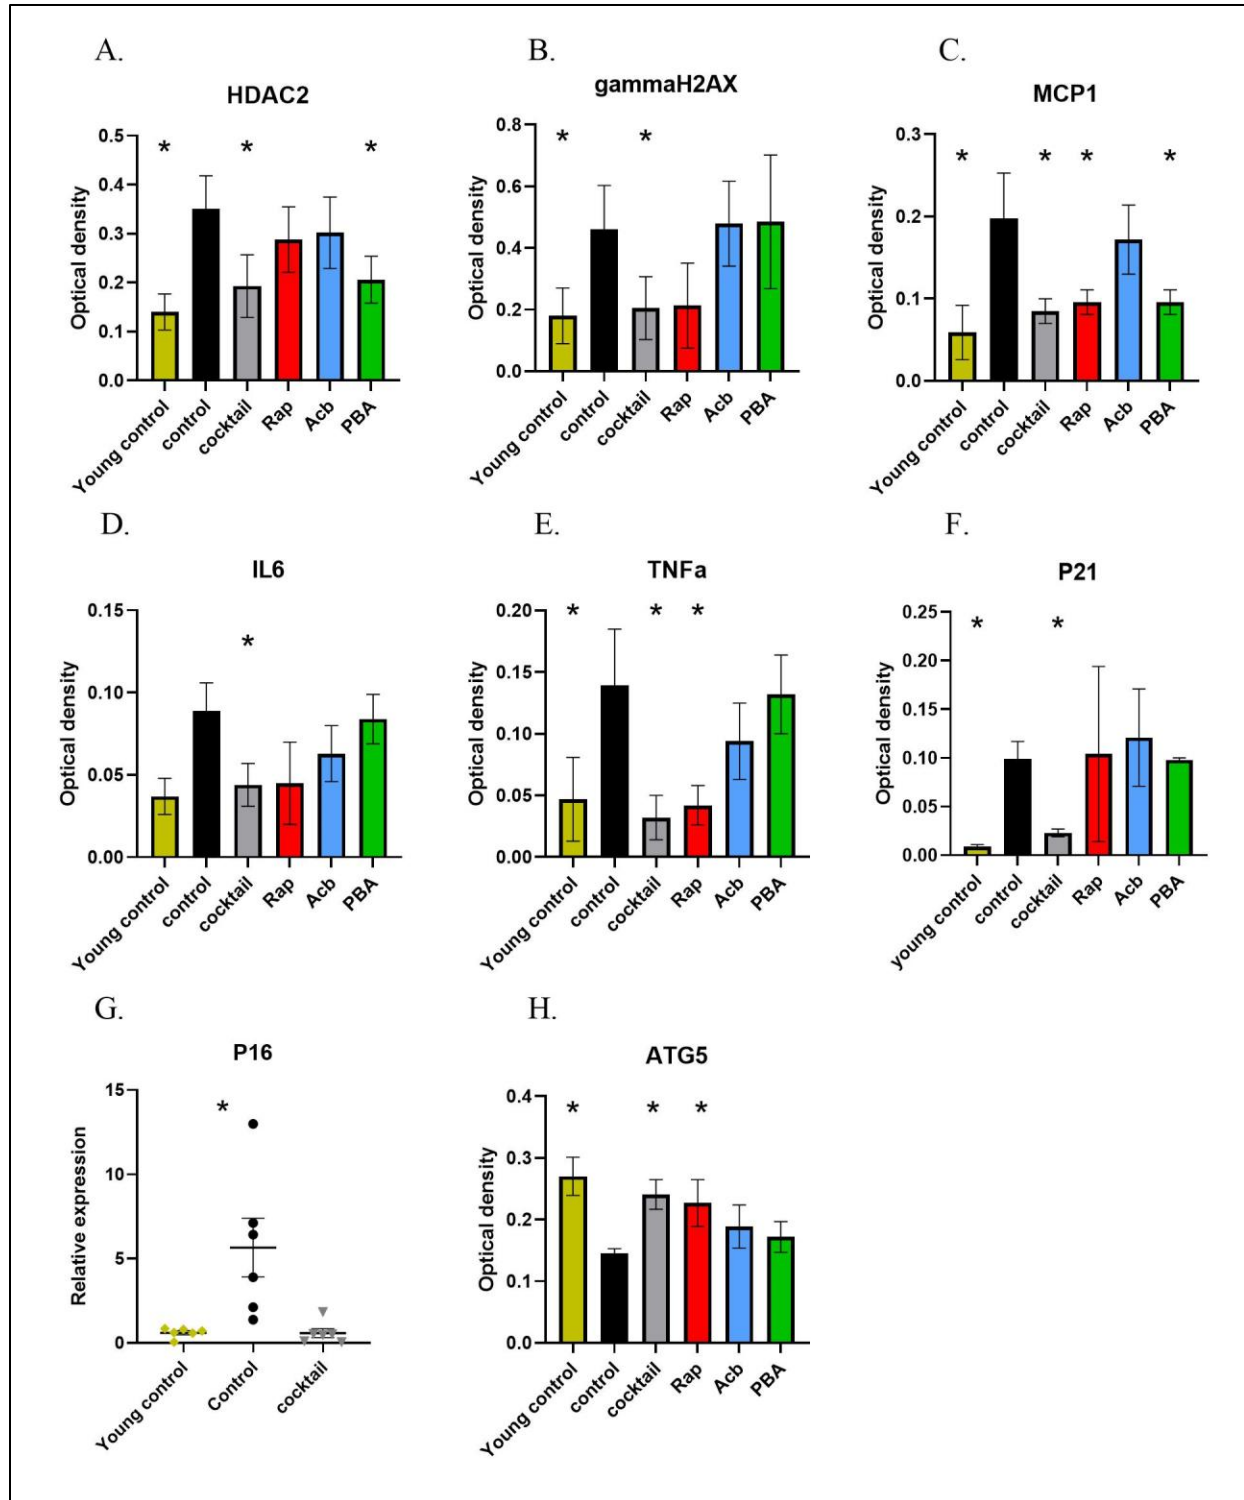 A.
HDAC2
*
*
*
Optical density
0.5
0.4
0.3
0.2
0.1
0.0
Young control
control
cocktail
Rap
Acb
PBA
B.
gammaH2AX
*
*
Optical density
0.8
0.6
0.4
0.2
0.0
Young control
control
cocktail
Rap
Acb
PBA
C.
MCP1
*
*
*
*
Optical density
0.3
0.2
0.1
0.0
Young control
control
cocktail
Rap
Acb
PBA
D.
IL6
*
Optical density
0.15
0.10
0.05
0.00
Young control
control
cocktail
Rap
Acb
PBA
E.
TNFa
*
*
*
Optical density
0.20
0.15
0.10
0.05
0.00
Young control
control
cocktail
Rap
Acb
PBA
F.
P21
*
*
Optical density
0.25
0.20
0.15
0.10
0.05
0.00
young control
control
cocktail
Rap
Acb
PBA
G.
P16
*
Relative expression
15
10
5
0
Young control
Control
cocktail
H.
ATG5
*
*
*
Optical density
0.4
0.3
0.2
0.1
0.0
Young control
control
cocktail
Rap
Acb
PBA